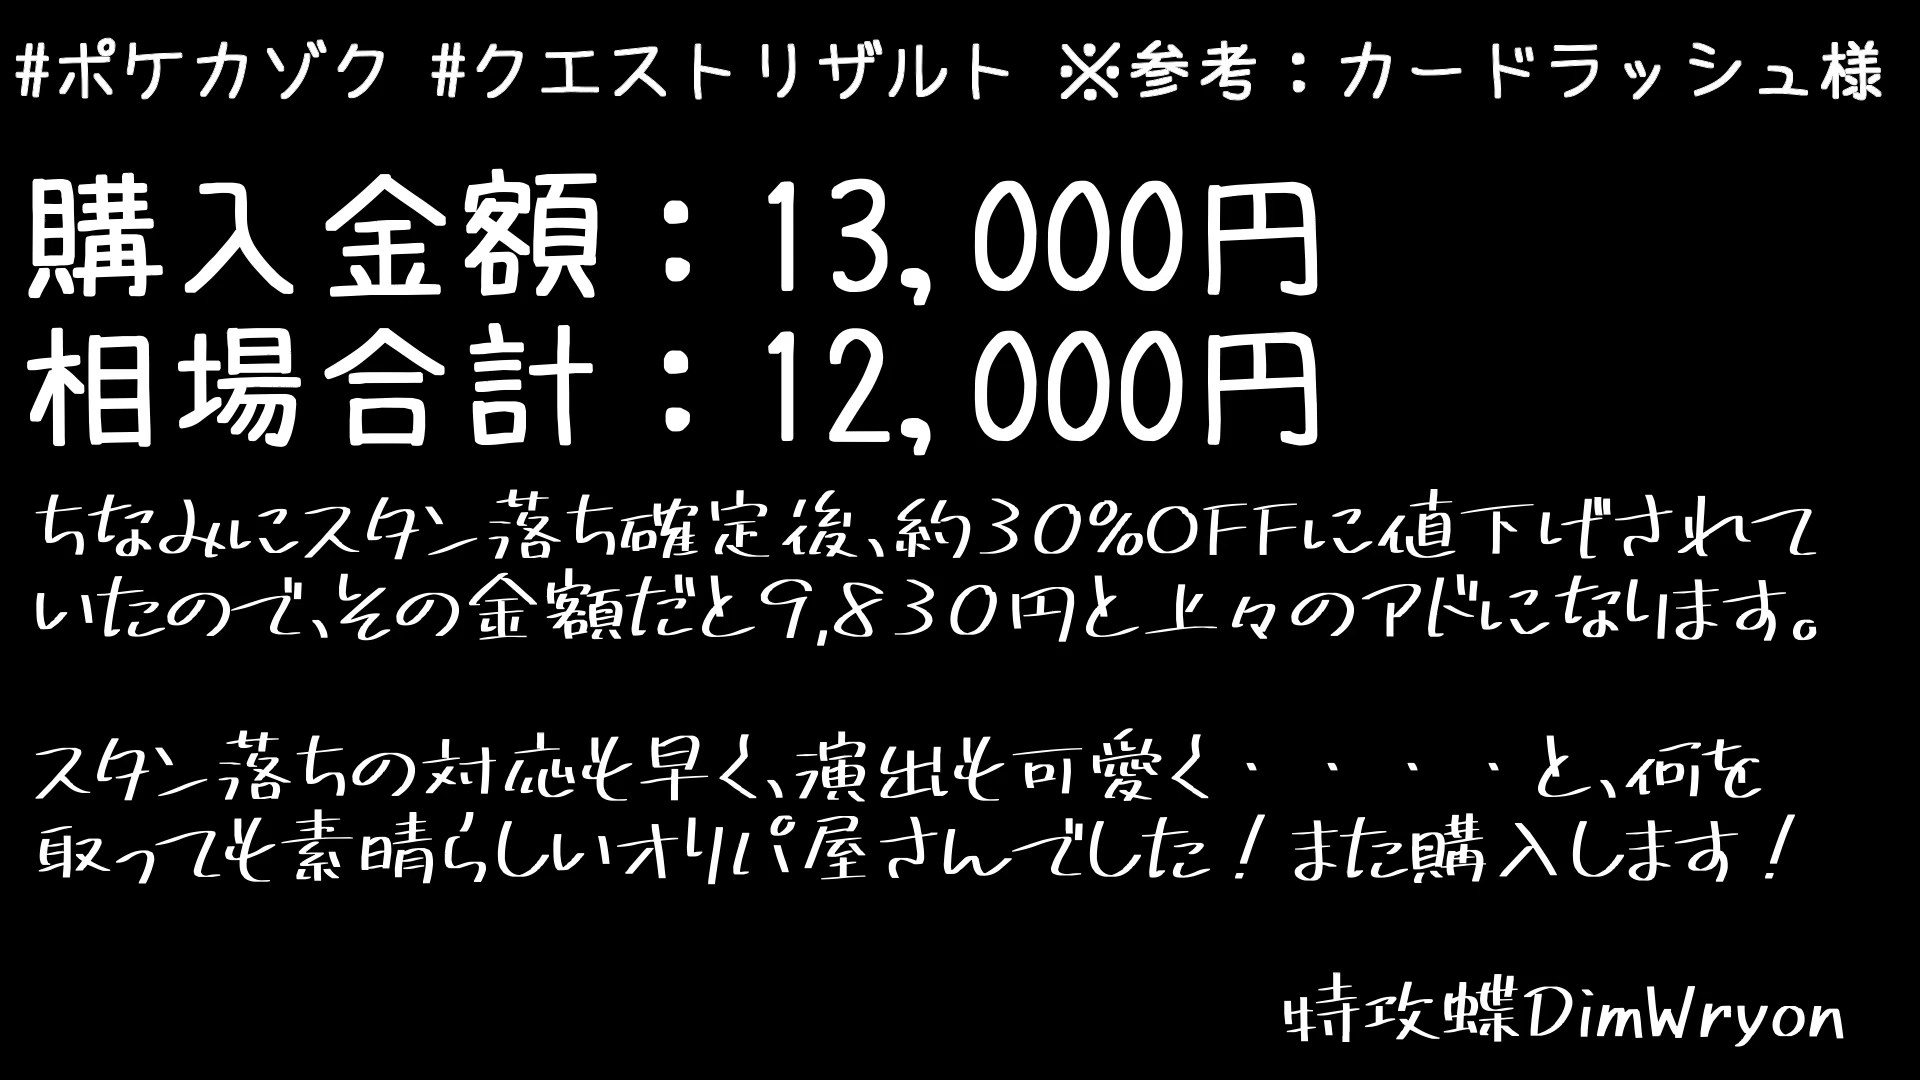 #ポケカゾク #クエストリザルト ※参考：カードラッシュ様
購入金額：13,000円
相場合計：12,000円
ちなみにスタン落ち確定後、約30%OFFに値下げされて
いたので、その金額だと9,830円と上々のアドになります。
スタン落ちの対応も早く、演出も可愛く・・・・と、何を
取っても素晴らしいオリパ屋さんでした！また購入します！
特攻蝶DimWryon